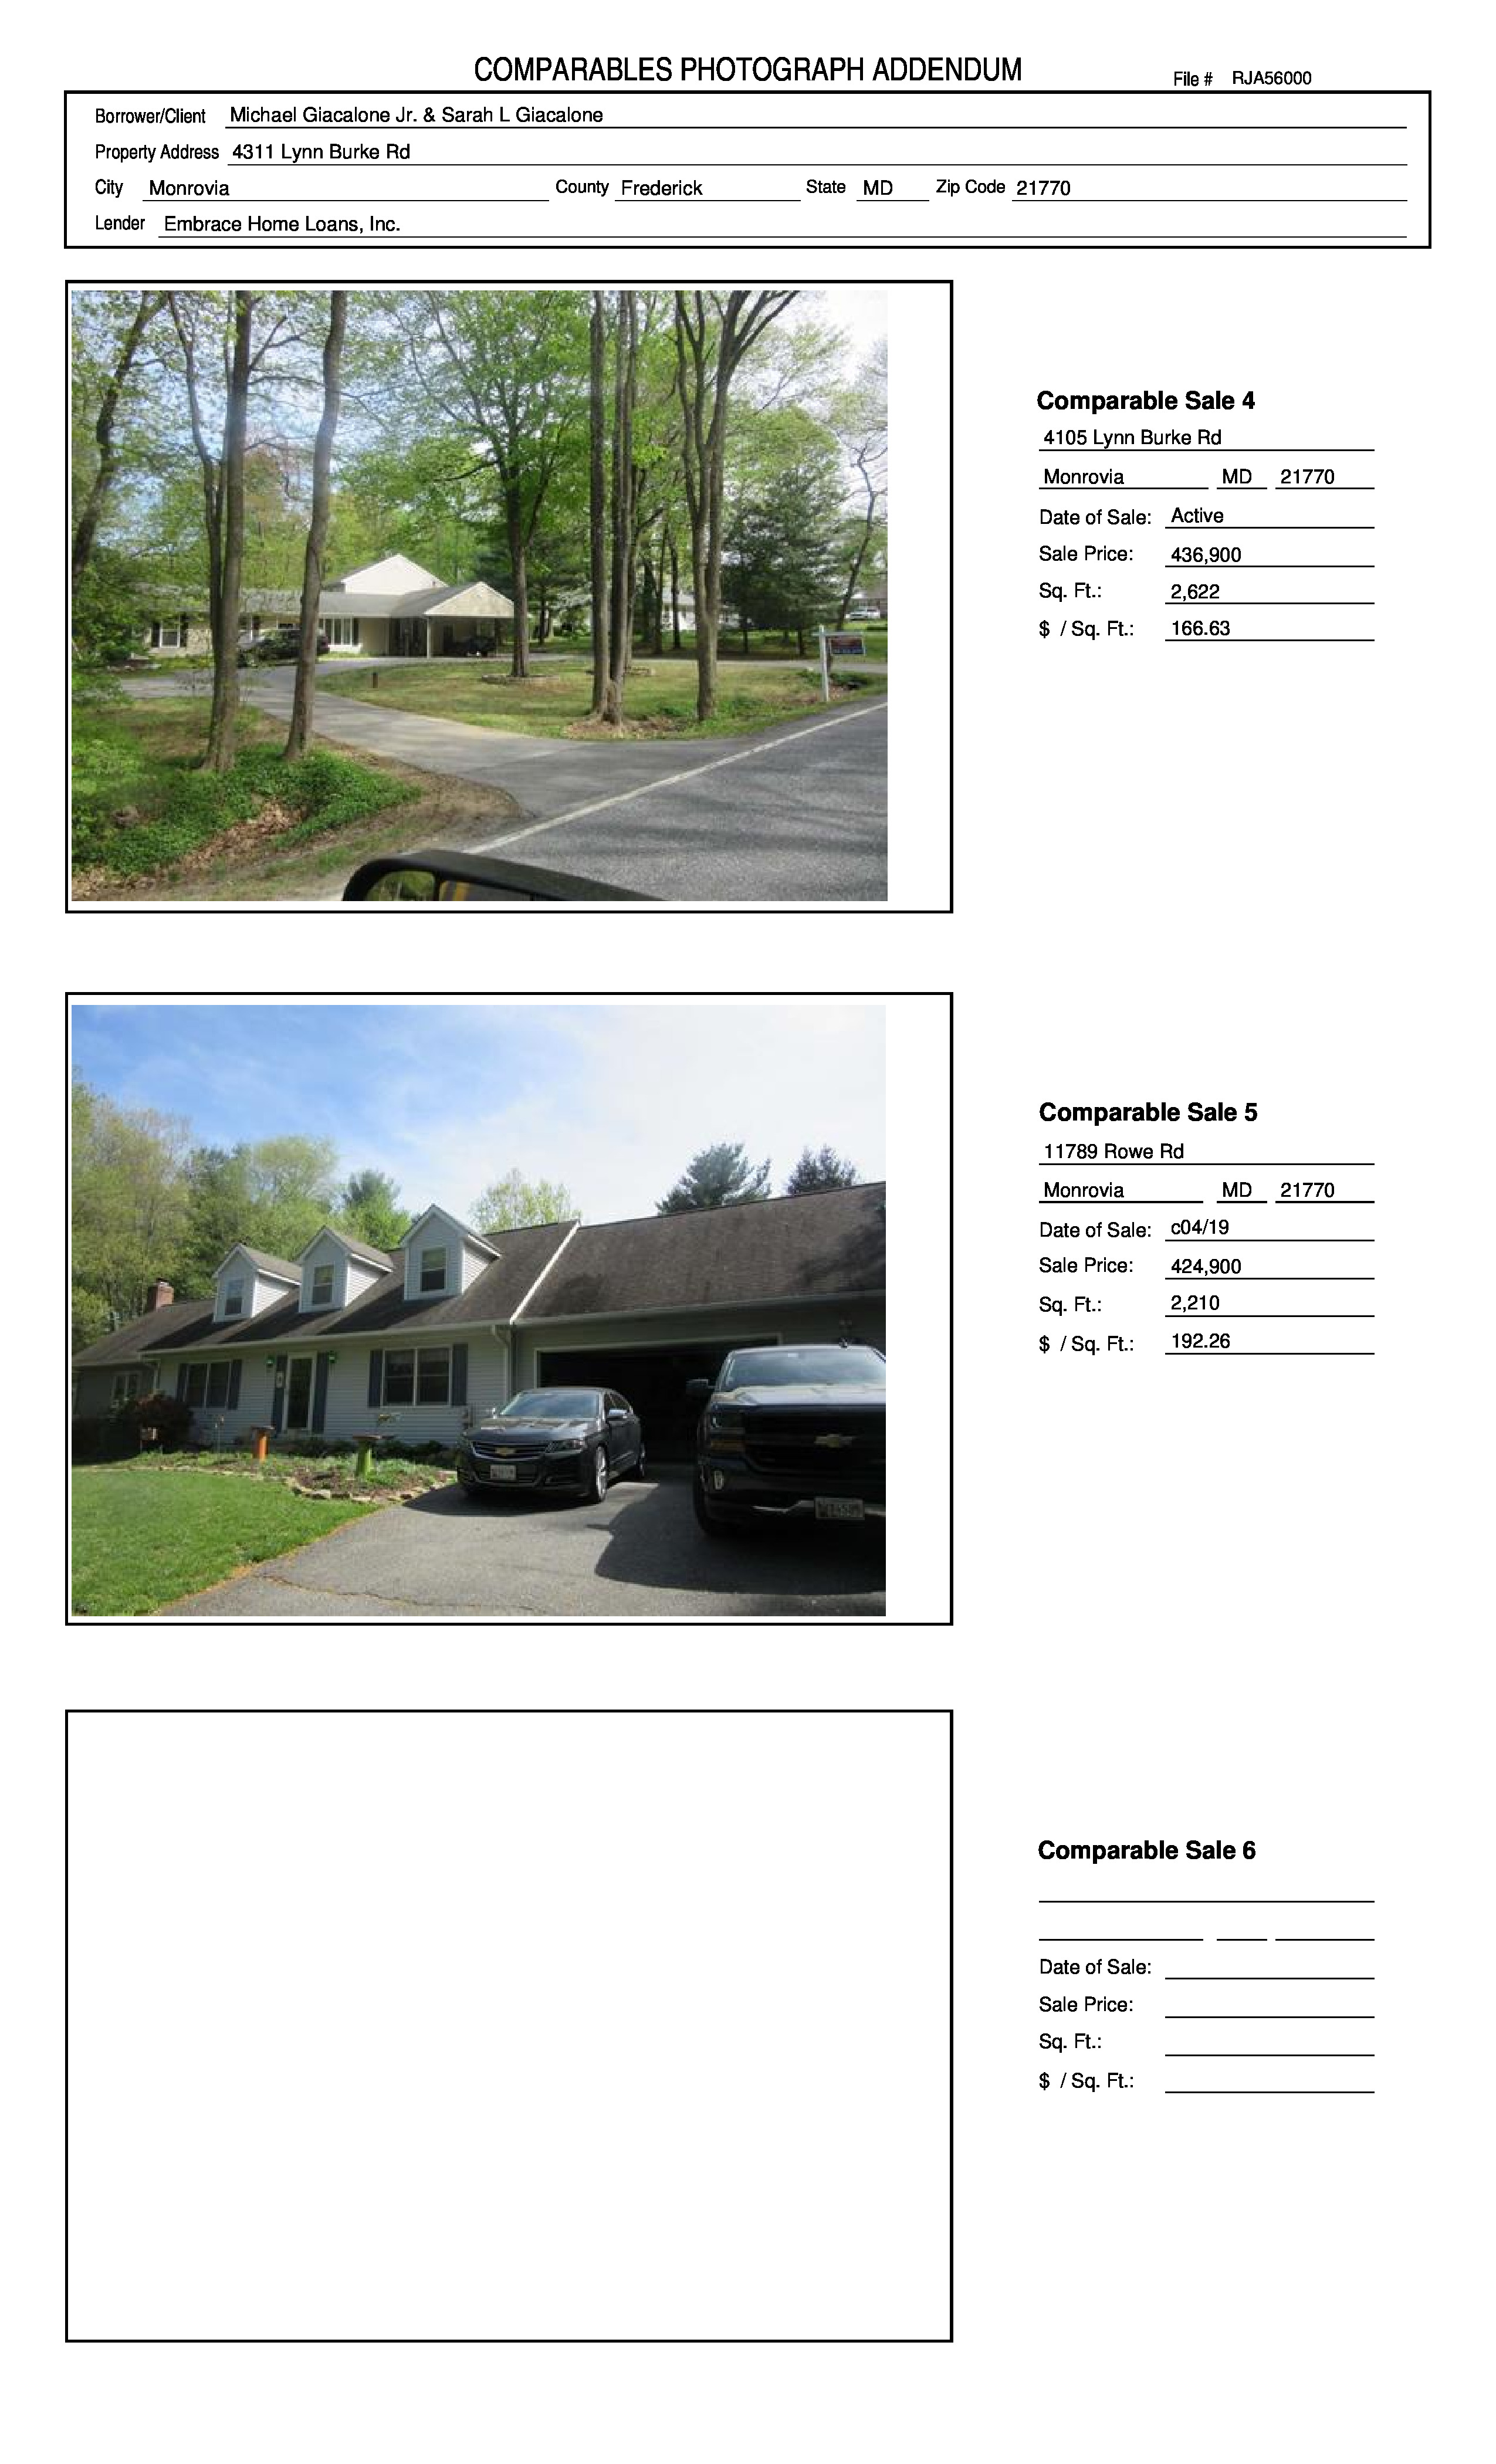 COMPARABLES PHOTOGRAPH ADDENDUM
File # RJA56000
Borrower/Client Michael Giacalone Jr. & Sarah L Giacalone
Property Address 4311 Lynn Burke Rd
City Monrovia County Frederick State MD Zip Code 21770
Lender Embrace Home Loans, Inc.
Comparable Sale 4
4105 Lynn Burke Rd
Monrovia MD 21770
Date of Sale: Active
Sale Price: 436,900
Sq. Ft.: 2,622
$ / Sq. Ft.: 166.63
Comparable Sale 5
11789 Rowe Rd
Monrovia MD 21770
Date of Sale: c04/19
Sale Price: 424,900
Sq. Ft.: 2,210
$ / Sq. Ft.: 192.26
Comparable Sale 6
Date of Sale:
Sale Price:
Sq. Ft.:
$ / Sq. Ft.: